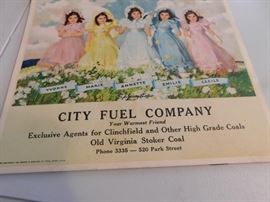 YVONNE MARIE ANNETTE EMILIE CECILE
CITY FUEL COMPANY
Your Warmest Friend
Exclusive Agents for Clinchfield and Other High Grade Coals
Old Virginia Stoker Coal
Phone 3335 — 520 Park Street